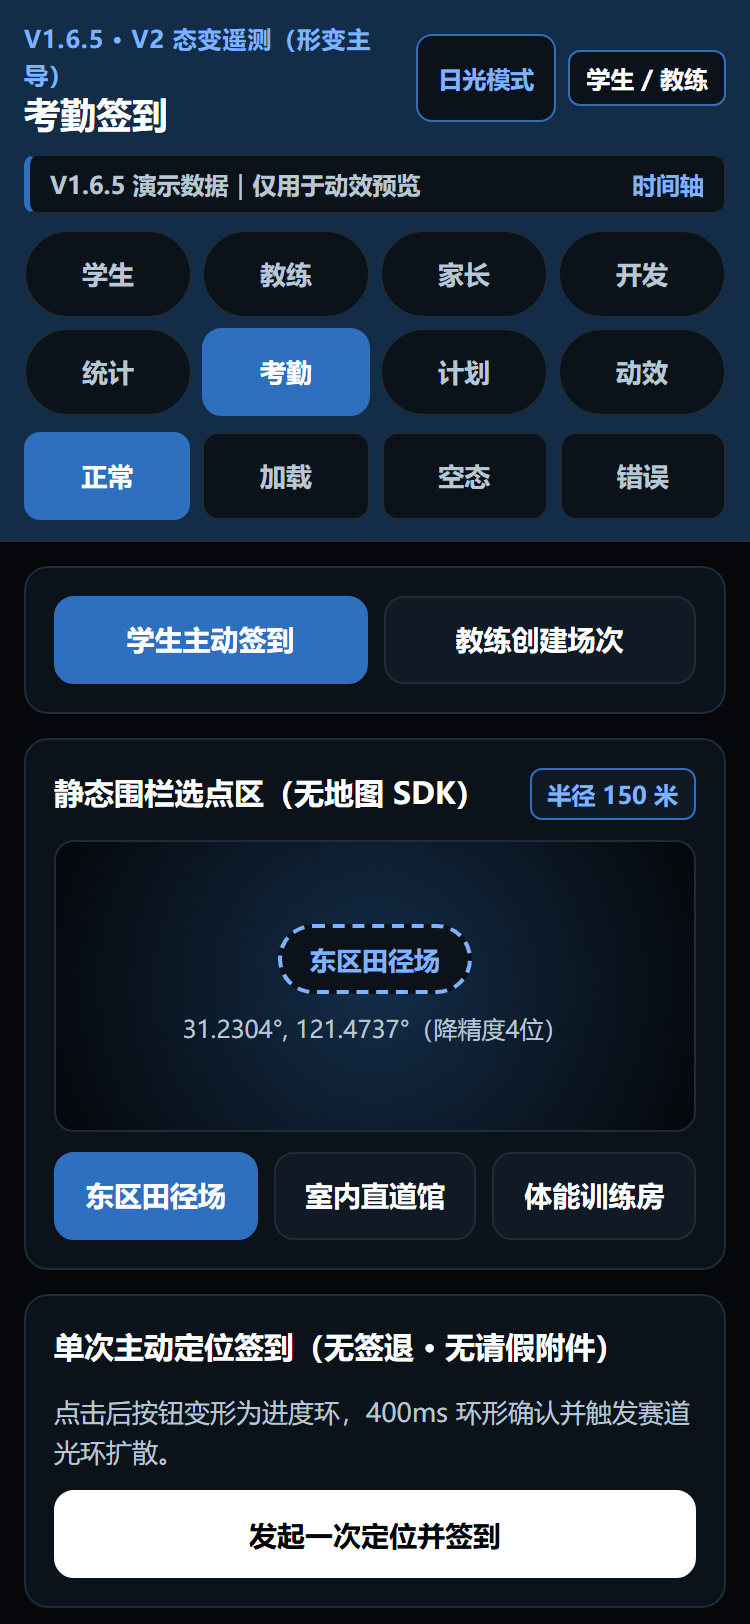 V1.6.5 • V2 态变遥测（形变主
导）
考勤签到
日光模式
学生 / 教练
V1.6.5 演示数据｜仅用于动效预览
时间轴
学生 教练 家长 开发
统计 考勤 计划 动效
正常 加载 空态 错误
学生主动签到 教练创建场次
静态围栏选点区（无地图 SDK）
半径 150 米
东区田径场
31.2304°, 121.4737°（降精度4位）
东区田径场 室内直道馆 体能训练房
单次主动定位签到（无签退・无请假附件）
点击后按钮变形为进度环，400ms 环形确认并触发赛道
光环扩散。
发起一次定位并签到